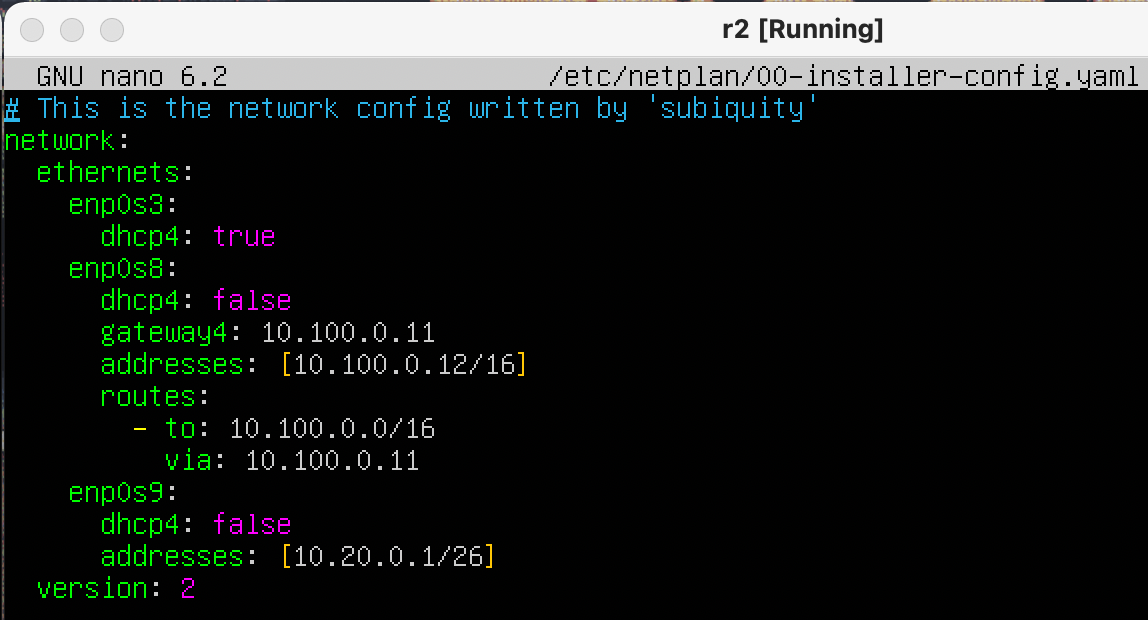 r2 [Running]
GNU nano 6.2 /etc/netplan/00-installer-config.yaml
# This is the network config written by 'subiquity'
network:
  ethernets:
    enp0s3:
      dhcp4: true
    enp0s8:
      dhcp4: false
      gateway4: 10.100.0.11
      addresses: [10.100.0.12/16]
      routes:
        - to: 10.100.0.0/16
          via: 10.100.0.11
    enp0s9:
      dhcp4: false
      addresses: [10.20.0.1/26]
  version: 2